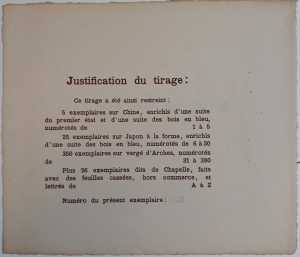 Justification du tirage:
Ce tirage a été ainsi restreint:
5 exemplaires sur Chine, enrichis d'une suite
du premier état et d'une suite des bois en bleu,
numérotés de 1 à 5
25 exemplaires sur Japon à la forme, enrichis
d'une suite des bois en bleu, numérotés de 6 à 30
350 exemplaires sur vergé d'Arches, numérotés
de 31 à 380
Plus 26 exemplaires dits de Chapelle, faits
avec des feuilles cassées, hors commerce, et
lettrés de A à Z
Numéro du présent exemplaire: